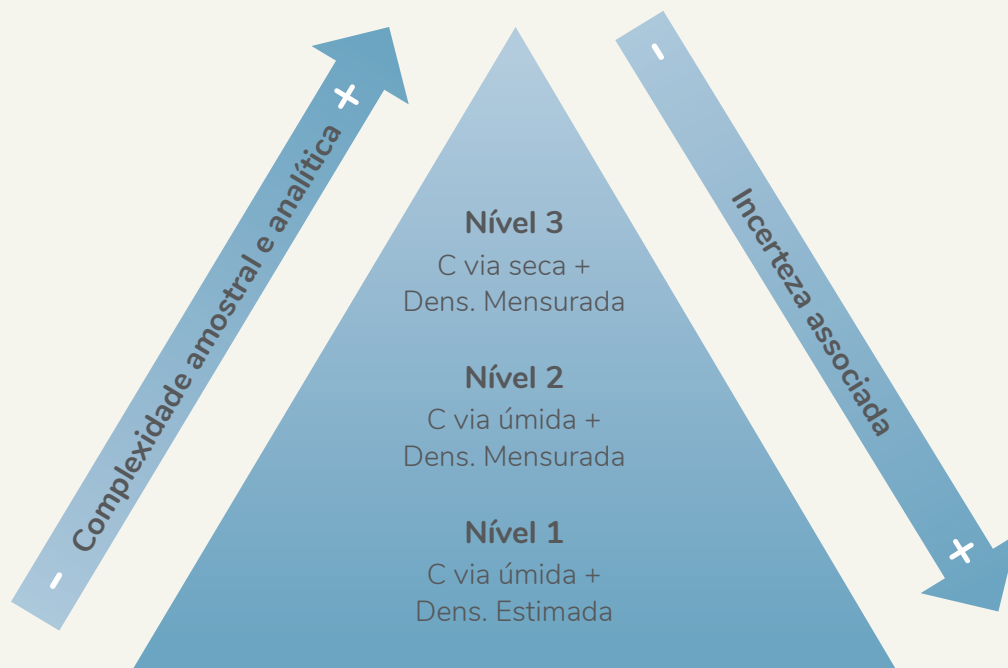 +
-
Complexidade amostral e analítica
-
Incerteza associada
+
Nível 3
C via seca +
Dens. Mensurada
Nível 2
C via úmida +
Dens. Mensurada
Nível 1
C via úmida +
Dens. Estimada